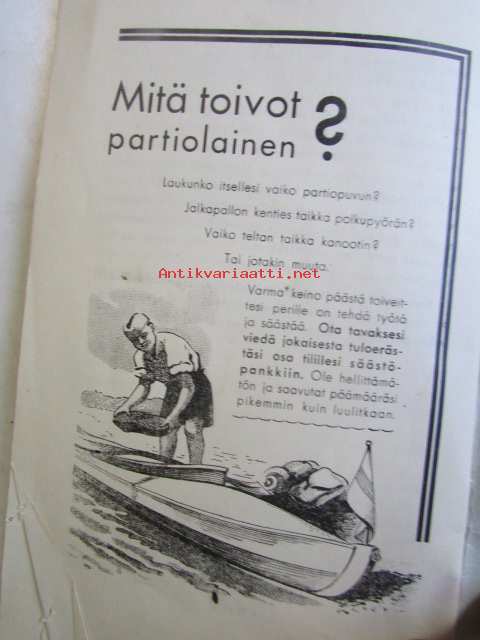 Mitä toivot
partiolainen ?
Laukunko itsellesi vaiko partiopuvun?
Jalkapallon kenties taikka polkupyörän?
Vaiko teltan taikka kanootin?
Tai jotakin muuta.
Antikvariaatti.net
Varma keino päästä toiveit-
tesi perille on tehdä työtä
ja säästää. Ota tavaksesi
viedä jokaisesta tuloeräs-
täsi osa tilillesi säästö-
pankkiin. Ole hellittämä-
tön ja saavutat päämääräsi
pikemmin kuin luulitkaan.